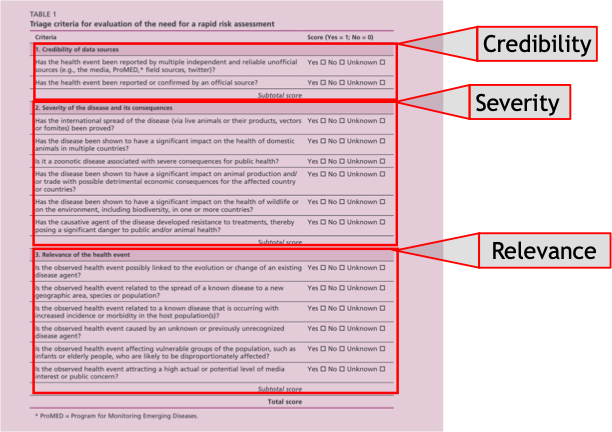 TABLE 1
Triage criteria for evaluation of the need for a rapid risk assessment
Criteria Score (Yes = 1; No = 0)
1. Credibility of data sources
Has the health event been reported by multiple independent and reliable unofficial Yes ☐ No ☐ Unknown ☐
sources (e.g., the media, ProMED,* field sources, twitter)?
Has the health event been reported or confirmed by an official source? Yes ☐ No ☐ Unknown ☐
Subtotal score
2. Severity of the disease and its consequences
Has the international spread of the disease (via live animals or their products, vectors Yes ☐ No ☐ Unknown ☐
or fomites) been proved?
Has the disease been shown to have a significant impact on the health of domestic Yes ☐ No ☐ Unknown ☐
animals in multiple countries?
Is it a zoonotic disease associated with severe consequences for public health? Yes ☐ No ☐ Unknown ☐
Has the disease been shown to have a significant impact on animal production and/ Yes ☐ No ☐ Unknown ☐
or trade with possible detrimental economic consequences for the affected country
or countries?
Has the disease been shown to have a significant impact on the health of wildlife or Yes ☐ No ☐ Unknown ☐
on the environment, including biodiversity, in one or more countries?
Has the causative agent of the disease developed resistance to treatments, thereby Yes ☐ No ☐ Unknown ☐
posing a significant danger to public and/or animal health?
Subtotal score
3. Relevance of the health event
Is the observed health event possibly linked to the evolution or change of an existing Yes ☐ No ☐ Unknown ☐
disease agent?
Is the observed health event related to the spread of a known disease to a new Yes ☐ No ☐ Unknown ☐
geographic area, species or population?
Is the observed health event related to a known disease that is occurring with Yes ☐ No ☐ Unknown ☐
increased incidence or morbidity in the host population(s)?
Is the observed health event caused by an unknown or previously unrecognized Yes ☐ No ☐ Unknown ☐
disease agent?
Is the observed health event affecting vulnerable groups of the population, such as Yes ☐ No ☐ Unknown ☐
infants or elderly people, who are likely to be disproportionately affected?
Is the observed health event attracting a high actual or potential level of media Yes ☐ No ☐ Unknown ☐
interest or public concern?
Subtotal score
Total score
* ProMED = Program for Monitoring Emerging Diseases.
Credibility
Severity
Relevance